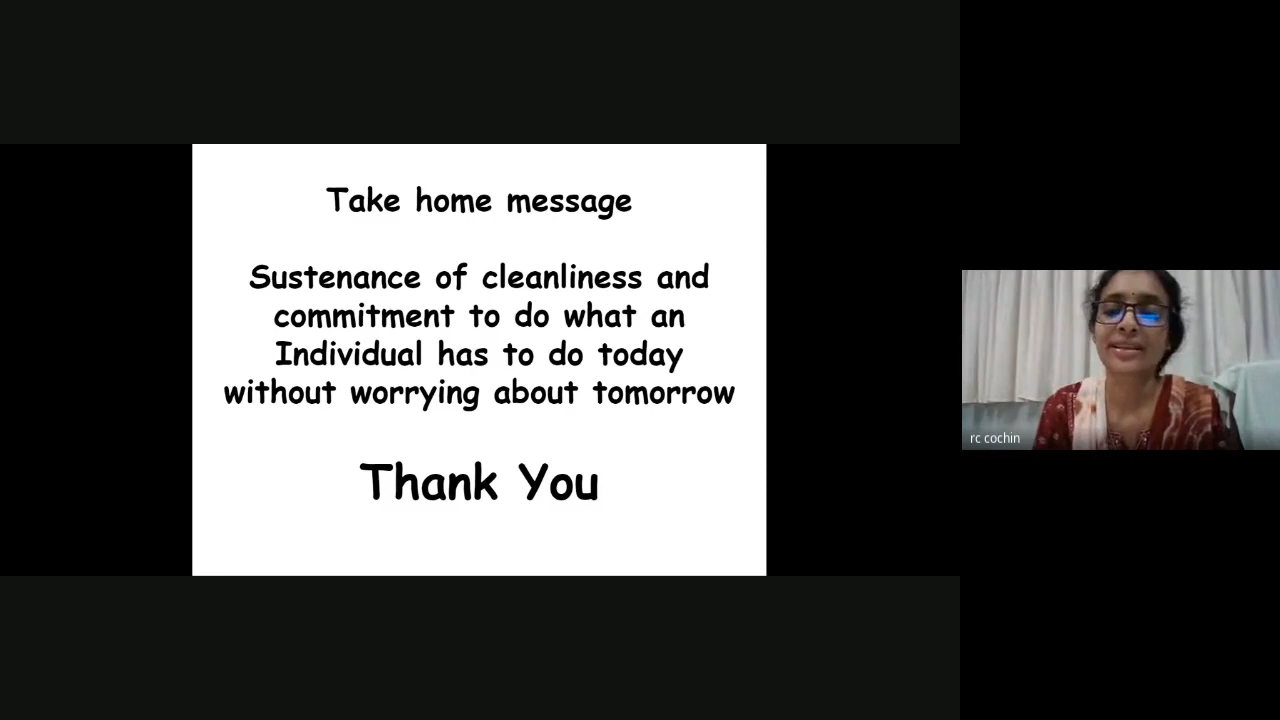 Take home message
Sustenance of cleanliness and
commitment to do what an
Individual has to do today
without worrying about tomorrow
Thank You
rc cochin